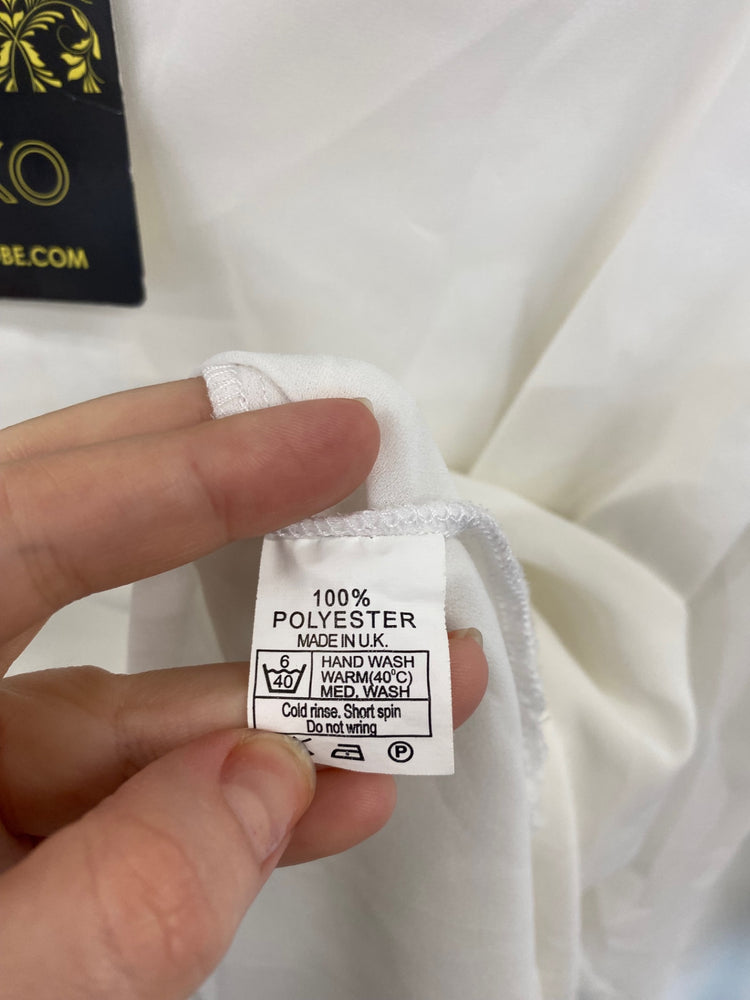 KO
BE.COM
100%
POLYESTER
MADE IN U.K.
6
40
HAND WASH
WARM(40°C)
MED. WASH
Cold rinse. Short spin
Do not wring
P